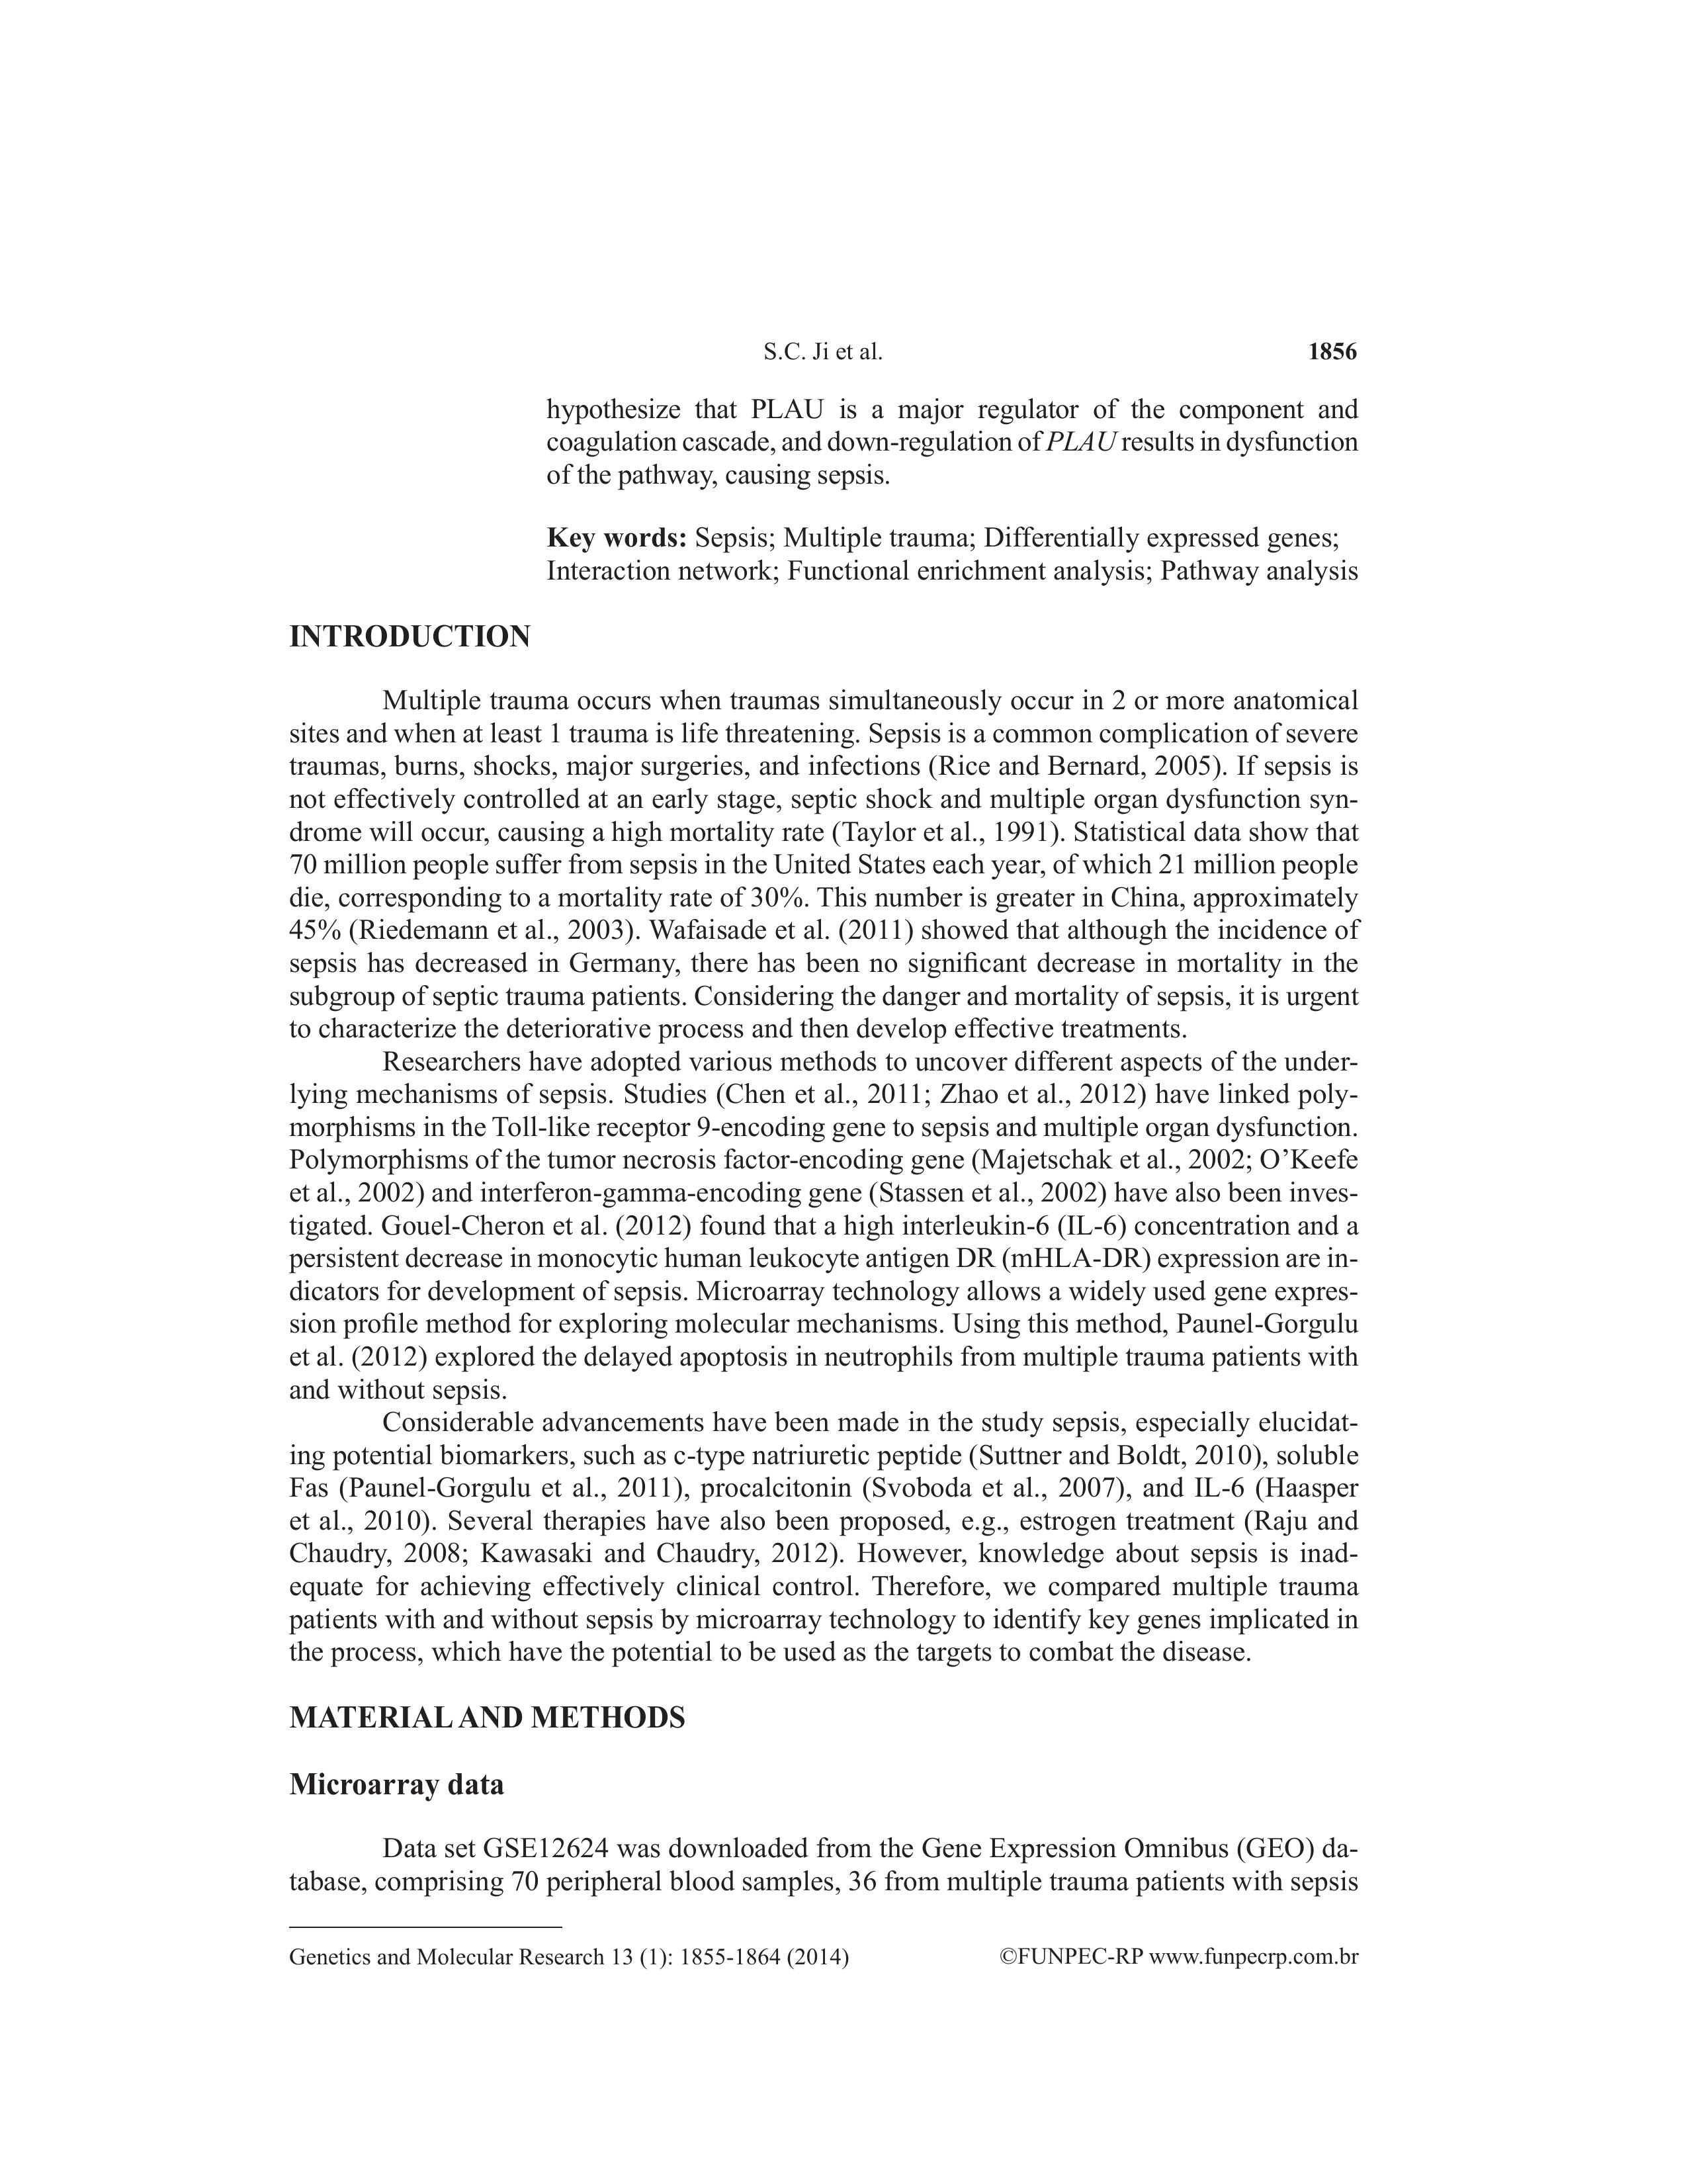 S.C. Ji et al. 1856
hypothesize that PLAU is a major regulator of the component and
coagulation cascade, and down-regulation of PLAU results in dysfunction
of the pathway, causing sepsis.
Key words: Sepsis; Multiple trauma; Differentially expressed genes;
Interaction network; Functional enrichment analysis; Pathway analysis
INTRODUCTION
Multiple trauma occurs when traumas simultaneously occur in 2 or more anatomical
sites and when at least 1 trauma is life threatening. Sepsis is a common complication of severe
traumas, burns, shocks, major surgeries, and infections (Rice and Bernard, 2005). If sepsis is
not effectively controlled at an early stage, septic shock and multiple organ dysfunction syn-
drome will occur, causing a high mortality rate (Taylor et al., 1991). Statistical data show that
70 million people suffer from sepsis in the United States each year, of which 21 million people
die, corresponding to a mortality rate of 30%. This number is greater in China, approximately
45% (Riedemann et al., 2003). Wafaisade et al. (2011) showed that although the incidence of
sepsis has decreased in Germany, there has been no significant decrease in mortality in the
subgroup of septic trauma patients. Considering the danger and mortality of sepsis, it is urgent
to characterize the deteriorative process and then develop effective treatments.
Researchers have adopted various methods to uncover different aspects of the under-
lying mechanisms of sepsis. Studies (Chen et al., 2011; Zhao et al., 2012) have linked poly-
morphisms in the Toll-like receptor 9-encoding gene to sepsis and multiple organ dysfunction.
Polymorphisms of the tumor necrosis factor-encoding gene (Majetschak et al., 2002; O’Keefe
et al., 2002) and interferon-gamma-encoding gene (Stassen et al., 2002) have also been inves-
tigated. Gouel-Cheron et al. (2012) found that a high interleukin-6 (IL-6) concentration and a
persistent decrease in monocytic human leukocyte antigen DR (mHLA-DR) expression are in-
dicators for development of sepsis. Microarray technology allows a widely used gene expres-
sion profile method for exploring molecular mechanisms. Using this method, Paunel-Gorgulu
et al. (2012) explored the delayed apoptosis in neutrophils from multiple trauma patients with
and without sepsis.
Considerable advancements have been made in the study sepsis, especially elucidat-
ing potential biomarkers, such as c-type natriuretic peptide (Suttner and Boldt, 2010), soluble
Fas (Paunel-Gorgulu et al., 2011), procalcitonin (Svoboda et al., 2007), and IL-6 (Haasper
et al., 2010). Several therapies have also been proposed, e.g., estrogen treatment (Raju and
Chaudry, 2008; Kawasaki and Chaudry, 2012). However, knowledge about sepsis is inad-
equate for achieving effectively clinical control. Therefore, we compared multiple trauma
patients with and without sepsis by microarray technology to identify key genes implicated in
the process, which have the potential to be used as the targets to combat the disease.
MATERIAL AND METHODS
Microarray data
Data set GSE12624 was downloaded from the Gene Expression Omnibus (GEO) da-
tabase, comprising 70 peripheral blood samples, 36 from multiple trauma patients with sepsis
Genetics and Molecular Research 13 (1): 1855-1864 (2014) ©FUNPEC-RP www.funpecrp.com.br